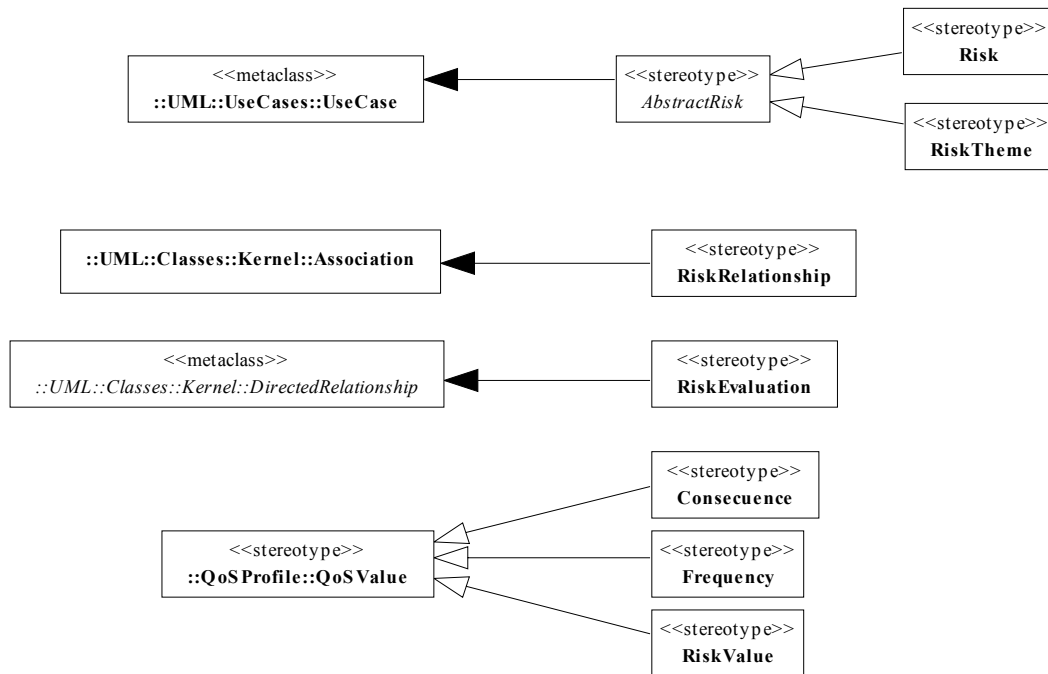 <<stereotype>>
Risk
<<metaclass>>
::UML::UseCases::UseCase
<<stereotype>>
AbstractRisk
<<stereotype>>
RiskTheme
::UML::Classes::Kernel::Association
<<stereotype>>
RiskRelationship
<<metaclass>>
::UML::Classes::Kernel::DirectedRelationship
<<stereotype>>
RiskEvaluation
<<stereotype>>
Consecuence
<<stereotype>>
::QoSProfile::QoSValue
<<stereotype>>
Frequency
<<stereotype>>
RiskValue